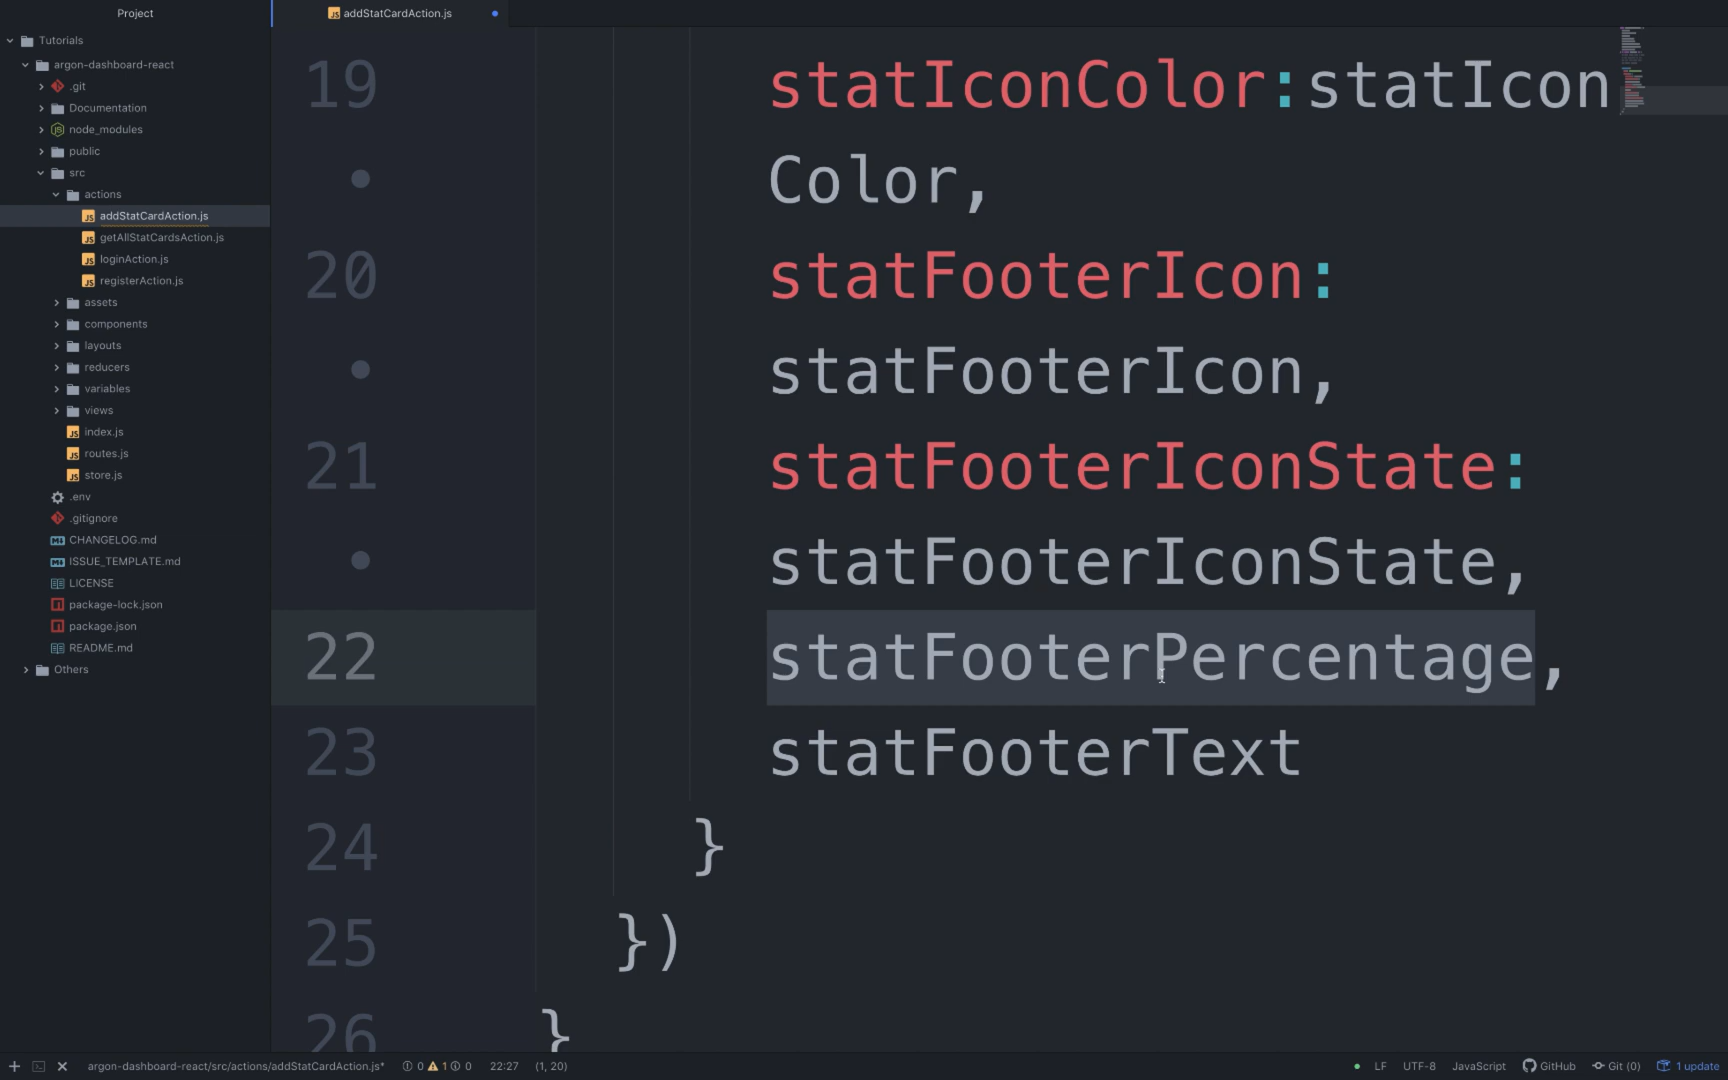 Project
addStatCardAction.js
Tutorials
argon-dashboard-react
.git
Documentation
node_modules
public
src
actions
addStatCardAction.js
getAllStatCardsAction.js
loginAction.js
registerAction.js
assets
components
layouts
reducers
variables
views
index.js
routes.js
store.js
.env
.gitignore
CHANGELOG.md
ISSUE_TEMPLATE.md
LICENSE
package-lock.json
package.json
README.md
Others
19 statIconColor:statIcon
Color,
20 statFooterIcon:
statFooterIcon,
21 statFooterIconState:
statFooterIconState,
22 statFooterPercentage,
23 statFooterText
24 }
25 })
26 }
argon-dashboard-react/src/actions/addStatCardAction.js* 0 1 0 22:27 (1, 20) LF UTF-8 JavaScript GitHub Git (0) 1 update